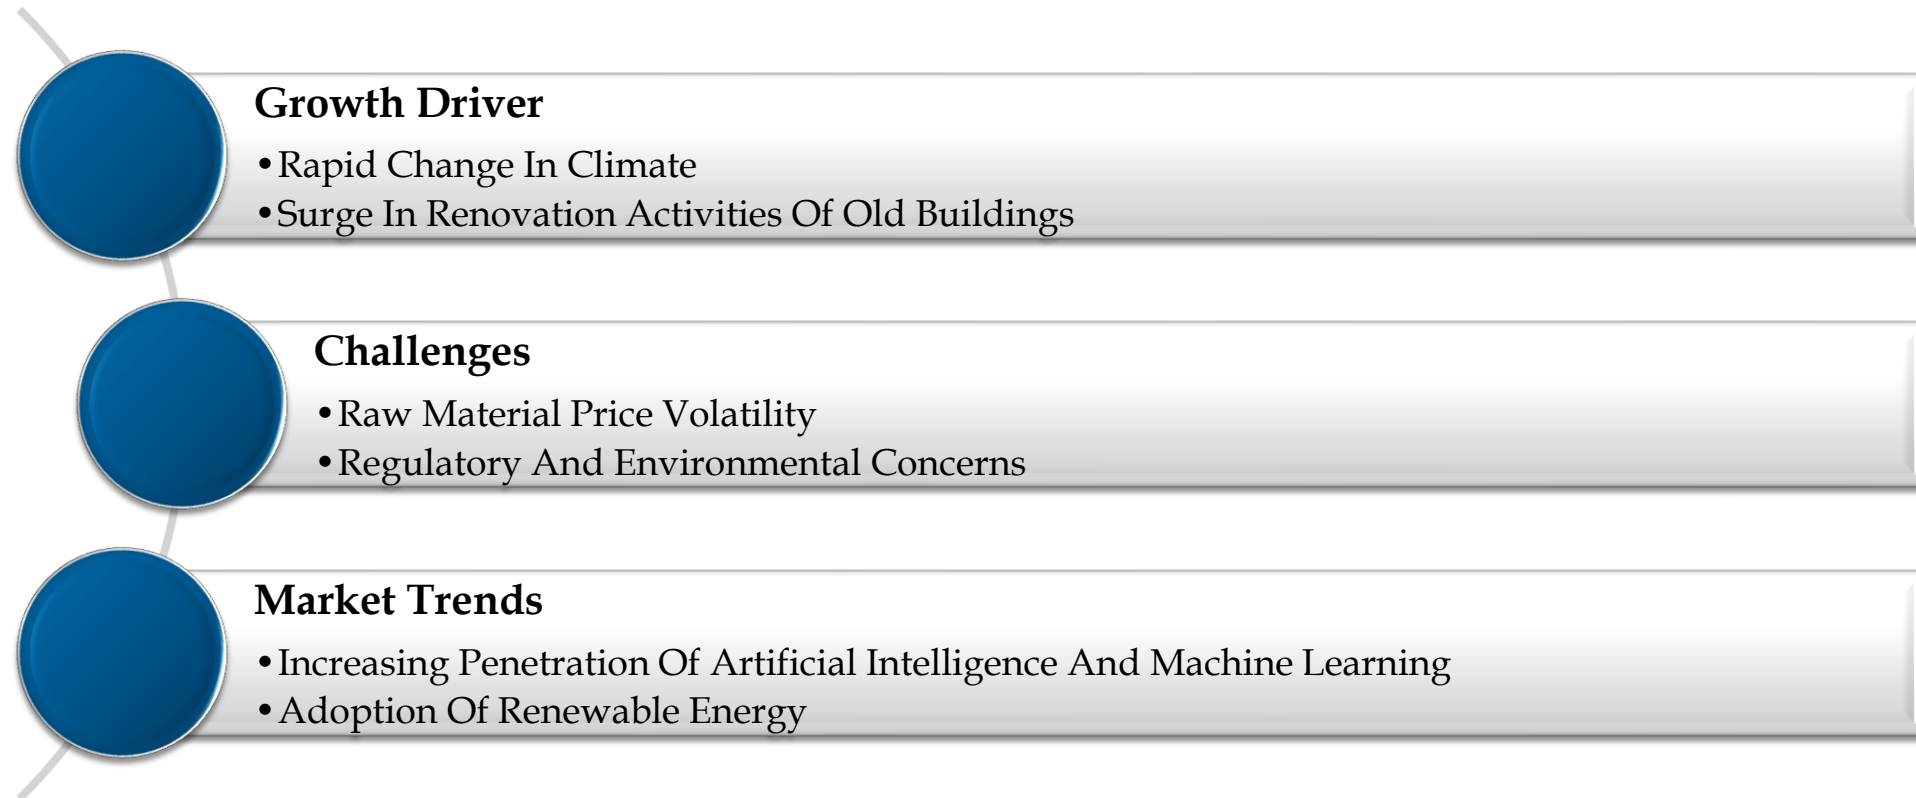 Growth Driver
•Rapid Change In Climate
•Surge In Renovation Activities Of Old Buildings
Challenges
•Raw Material Price Volatility
•Regulatory And Environmental Concerns
Market Trends
•Increasing Penetration Of Artificial Intelligence And Machine Learning
•Adoption Of Renewable Energy